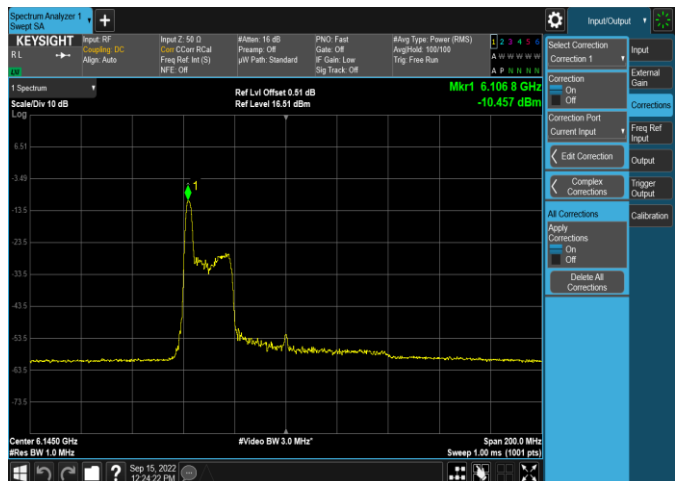 Spectrum Analyzer 1
Swept SA
KEYSIGHT
RL
Input: RF
Coupling: DC
Align: Auto
Input Z: 50 Ω
Corr CCorr RCal
Freq Ref: Int (S)
NFE: Off
#Atten: 16 dB
Preamp: Off
µW Path: Standard
PNO: Fast
Gate: Off
IF Gain: Low
Sig Track: Off
#Avg Type: Power (RMS)
Avg|Hold: 100/100
Trig: Free Run
1 2 3 4 5 6
A W W W W W
A P N N N N
Input/Output
1 Spectrum
Scale/Div 10 dB
Log
Ref Lvl Offset 0.51 dB
Ref Level 16.51 dBm
Mkr1 6.106 8 GHz
-10.457 dBm
6.51
-3.49
-13.5
-23.5
-33.5
-43.5
-53.5
-63.5
-73.5
1
Center 6.1450 GHz
#Res BW 1.0 MHz
#Video BW 3.0 MHz*
Span 200.0 MHz
Sweep 1.00 ms (1001 pts)
Sep 15, 2022
12:24:22 PM
Select Correction
Correction 1
Correction
On
Off
Correction Port
Current Input
Edit Correction
Complex
Corrections
All Corrections
Apply
Corrections
On
Off
Delete All
Corrections
Input
External
Gain
Corrections
Freq Ref
Input
Output
Trigger
Output
Calibration